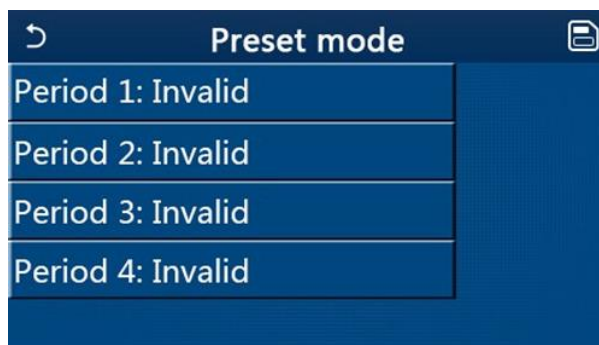 Preset mode
Period 1: Invalid
Period 2: Invalid
Period 3: Invalid
Period 4: Invalid